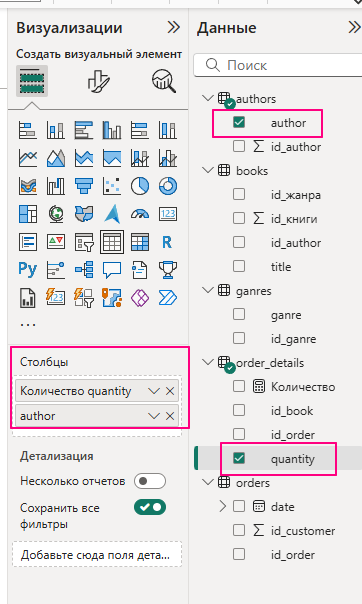 Визуализации
Создать визуальный элемент
123
R
Py
...
Столбцы
Количество quantity
author
Детализация
Несколько отчетов
Сохранить все
фильтры
Добавьте сюда поля дета...
Данные
Поиск
authors
author
id_author
books
id_жанра
id_книги
id_author
title
ganres
ganre
id_ganre
order_details
Количество
id_book
id_order
quantity
orders
date
id_customer
id_order